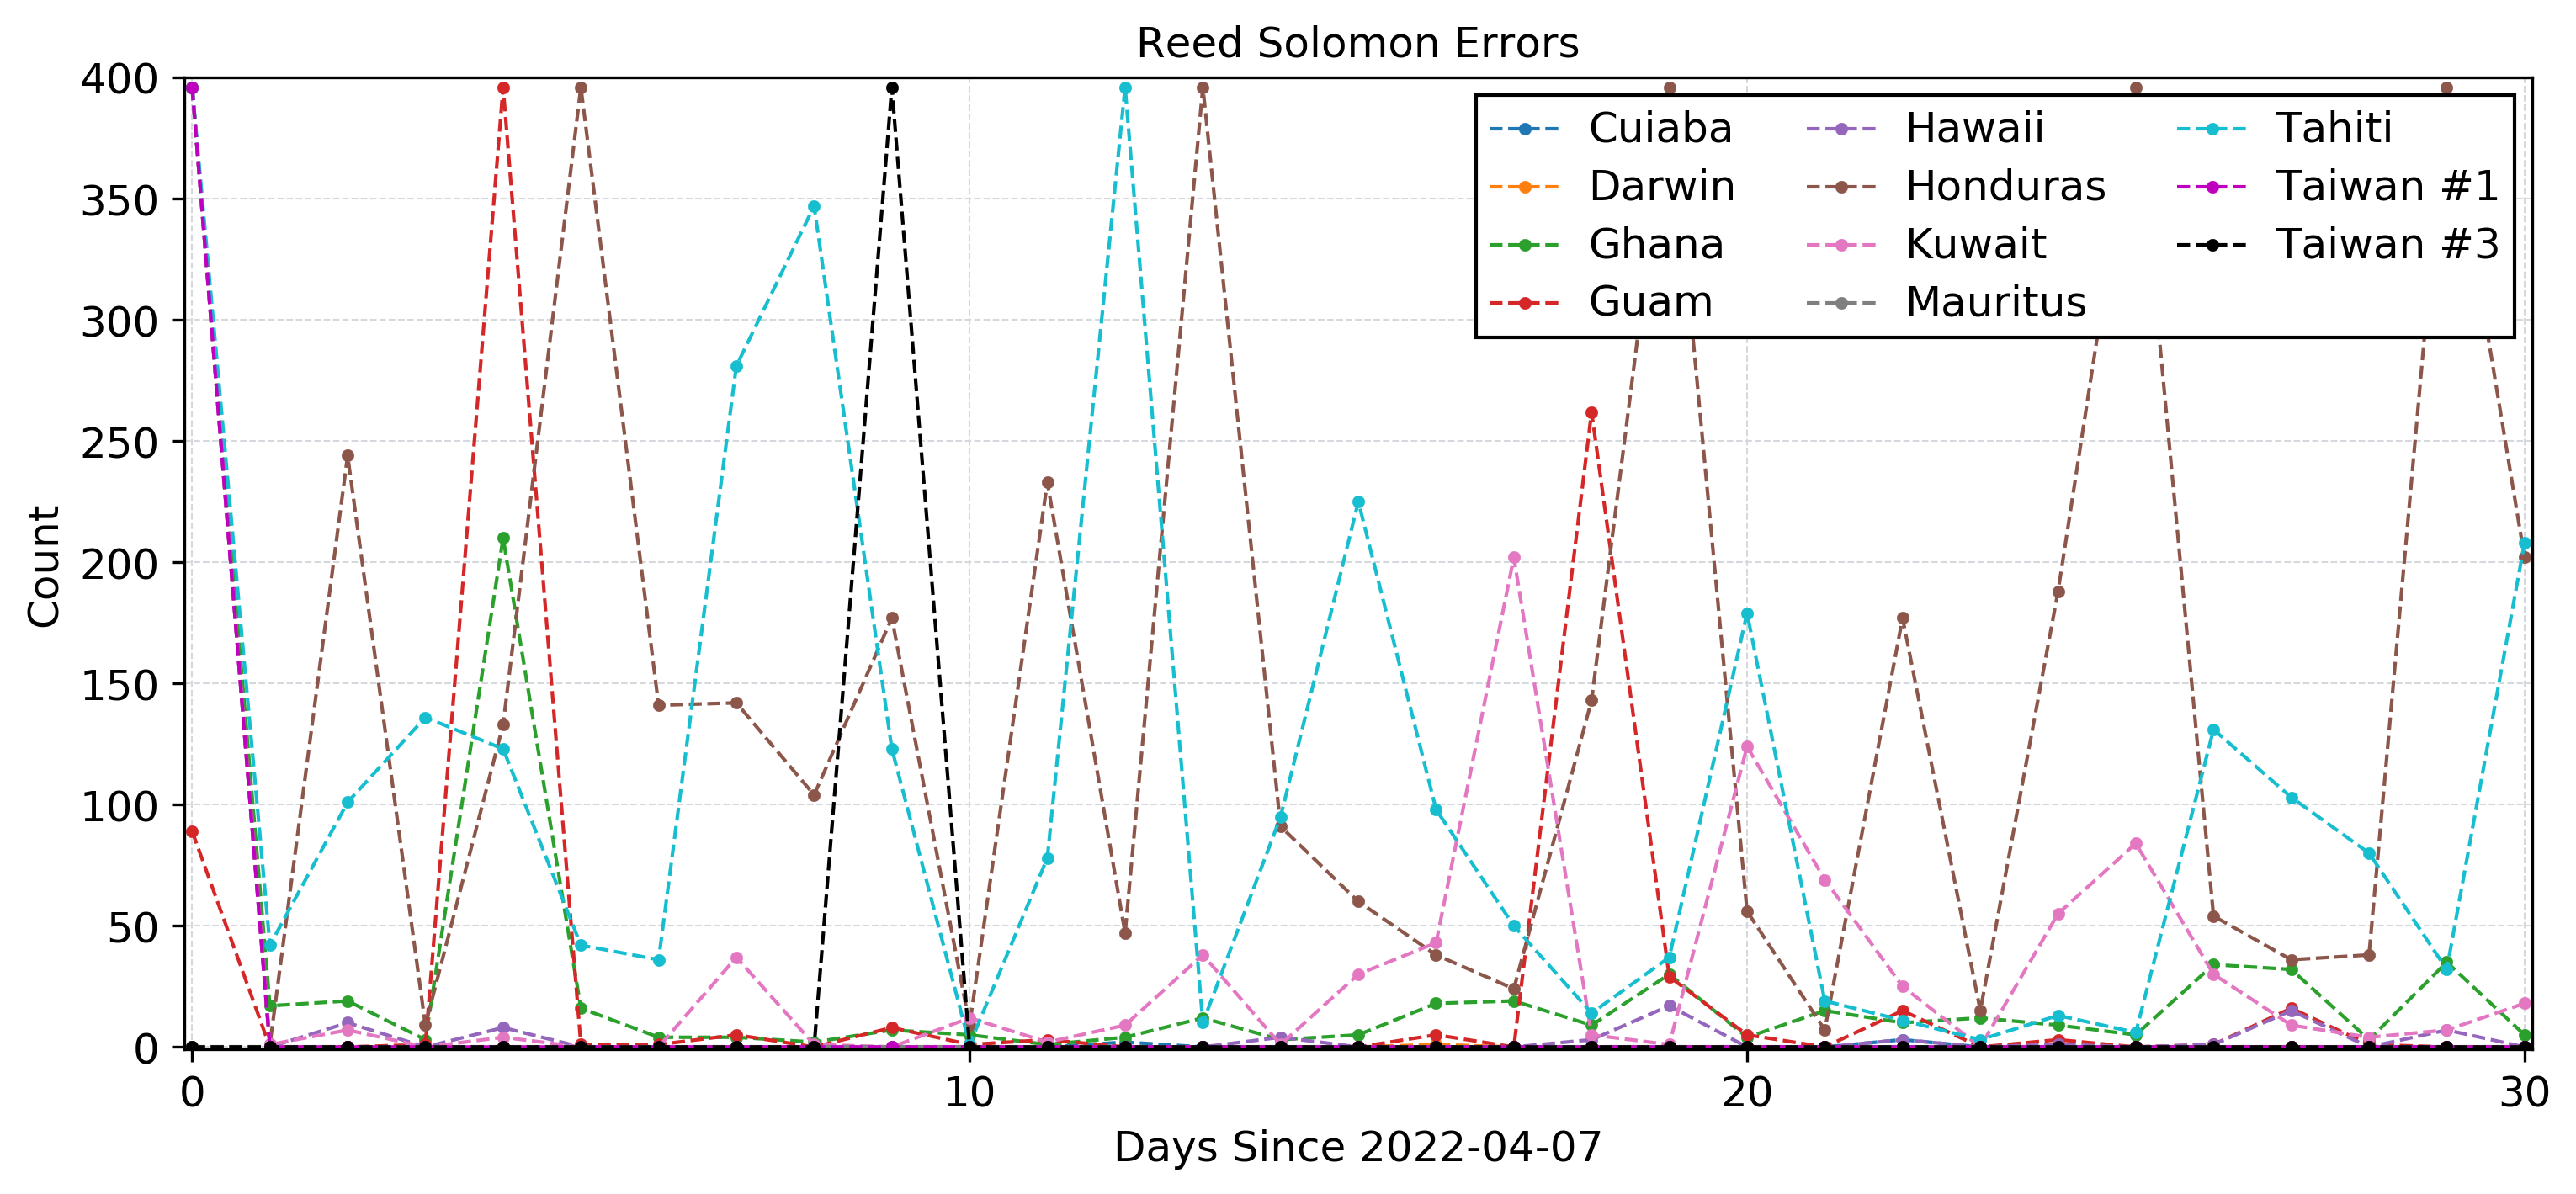 Reed Solomon Errors
400
350
300
250
200
150
100
50
0
Count
Cuiaba
Darwin
Ghana
Guam
Hawaii
Honduras
Kuwait
Mauritus
Tahiti
Taiwan #1
Taiwan #3
0 10 20 30
Days Since 2022-04-07